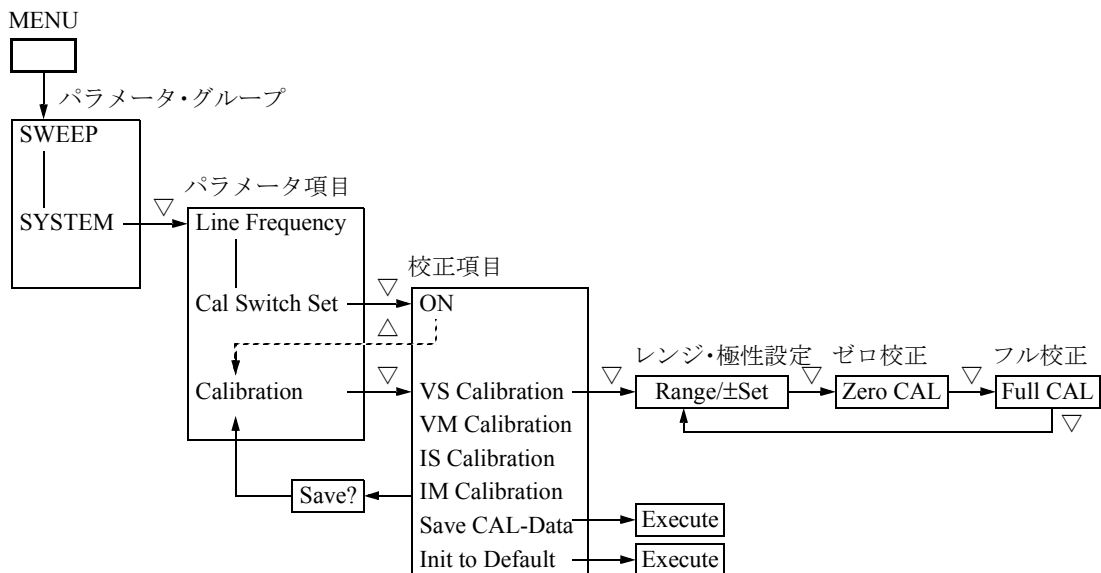 MENU
パラメータ・グループ
SWEEP
パラメータ項目
SYSTEM
▽
Line Frequency
校正項目
Cal Switch Set
▽
ON
△
レンジ・極性設定
ゼロ校正
フル校正
Calibration
▽
VS Calibration
▽
Range/±Set
▽
Zero CAL
▽
Full CAL
▽
VM Calibration
IS Calibration
Save?
IM Calibration
Save CAL-Data
Execute
Init to Default
Execute